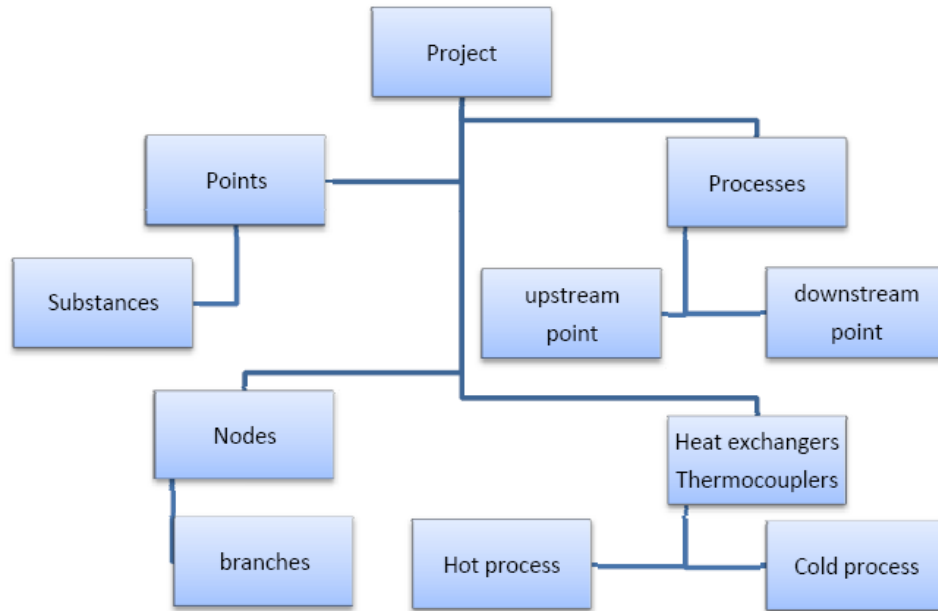 Project
Points
Processes
Substances
upstream
point
downstream
point
Nodes
Heat exchangers
Thermocouplers
branches
Hot process
Cold process